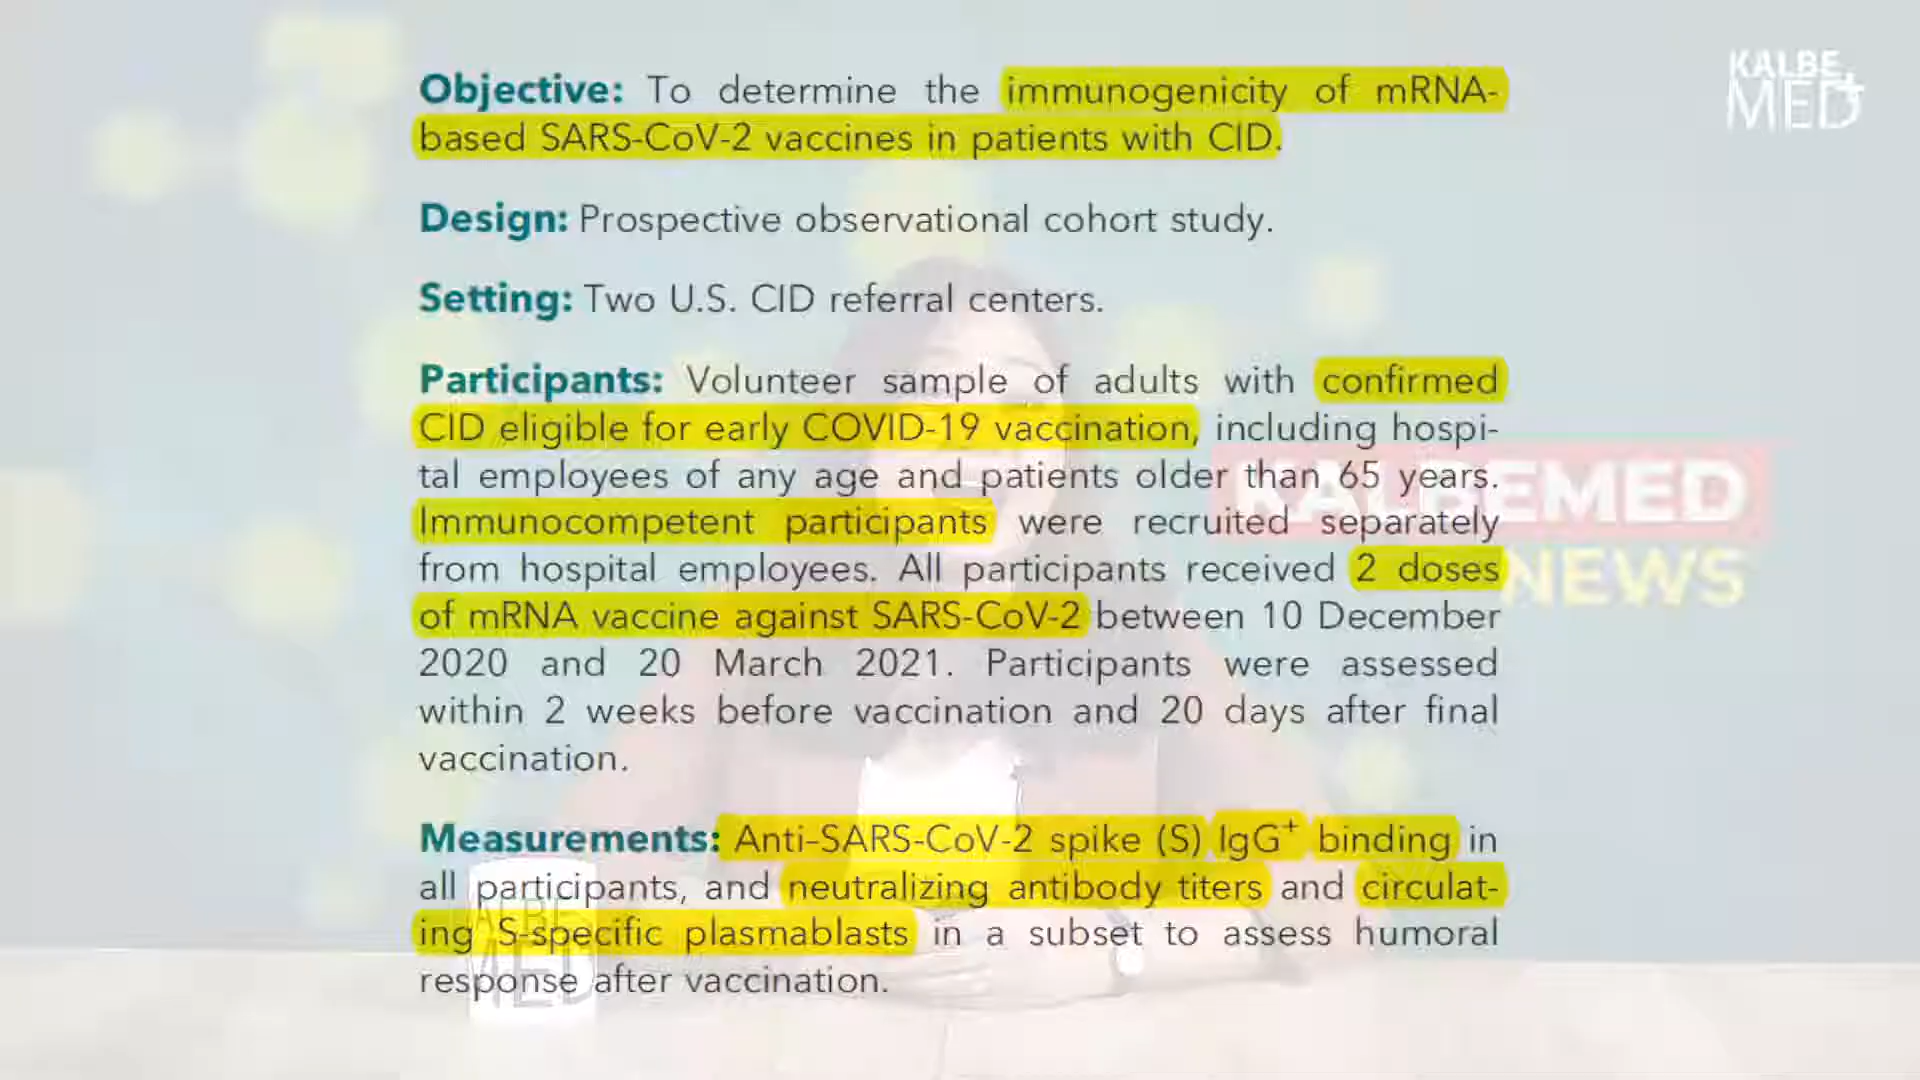 KALBE
MED
Objective: To determine the immunogenicity of mRNA-
based SARS-CoV-2 vaccines in patients with CID.
Design: Prospective observational cohort study.
Setting: Two U.S. CID referral centers.
Participants: Volunteer sample of adults with confirmed
CID eligible for early COVID-19 vaccination, including hospi-
tal employees of any age and patients older than 65 years.
Immunocompetent participants were recruited separately
from hospital employees. All participants received 2 doses
of mRNA vaccine against SARS-CoV-2 between 10 December
2020 and 20 March 2021. Participants were assessed
within 2 weeks before vaccination and 20 days after final
vaccination.
KALBEMED
NEWS
Measurements: Anti-SARS-CoV-2 spike (S) IgG⁺ binding in
all participants, and neutralizing antibody titers and circulat-
ing S-specific plasmablasts in a subset to assess humoral
response after vaccination.
KALBE
MED